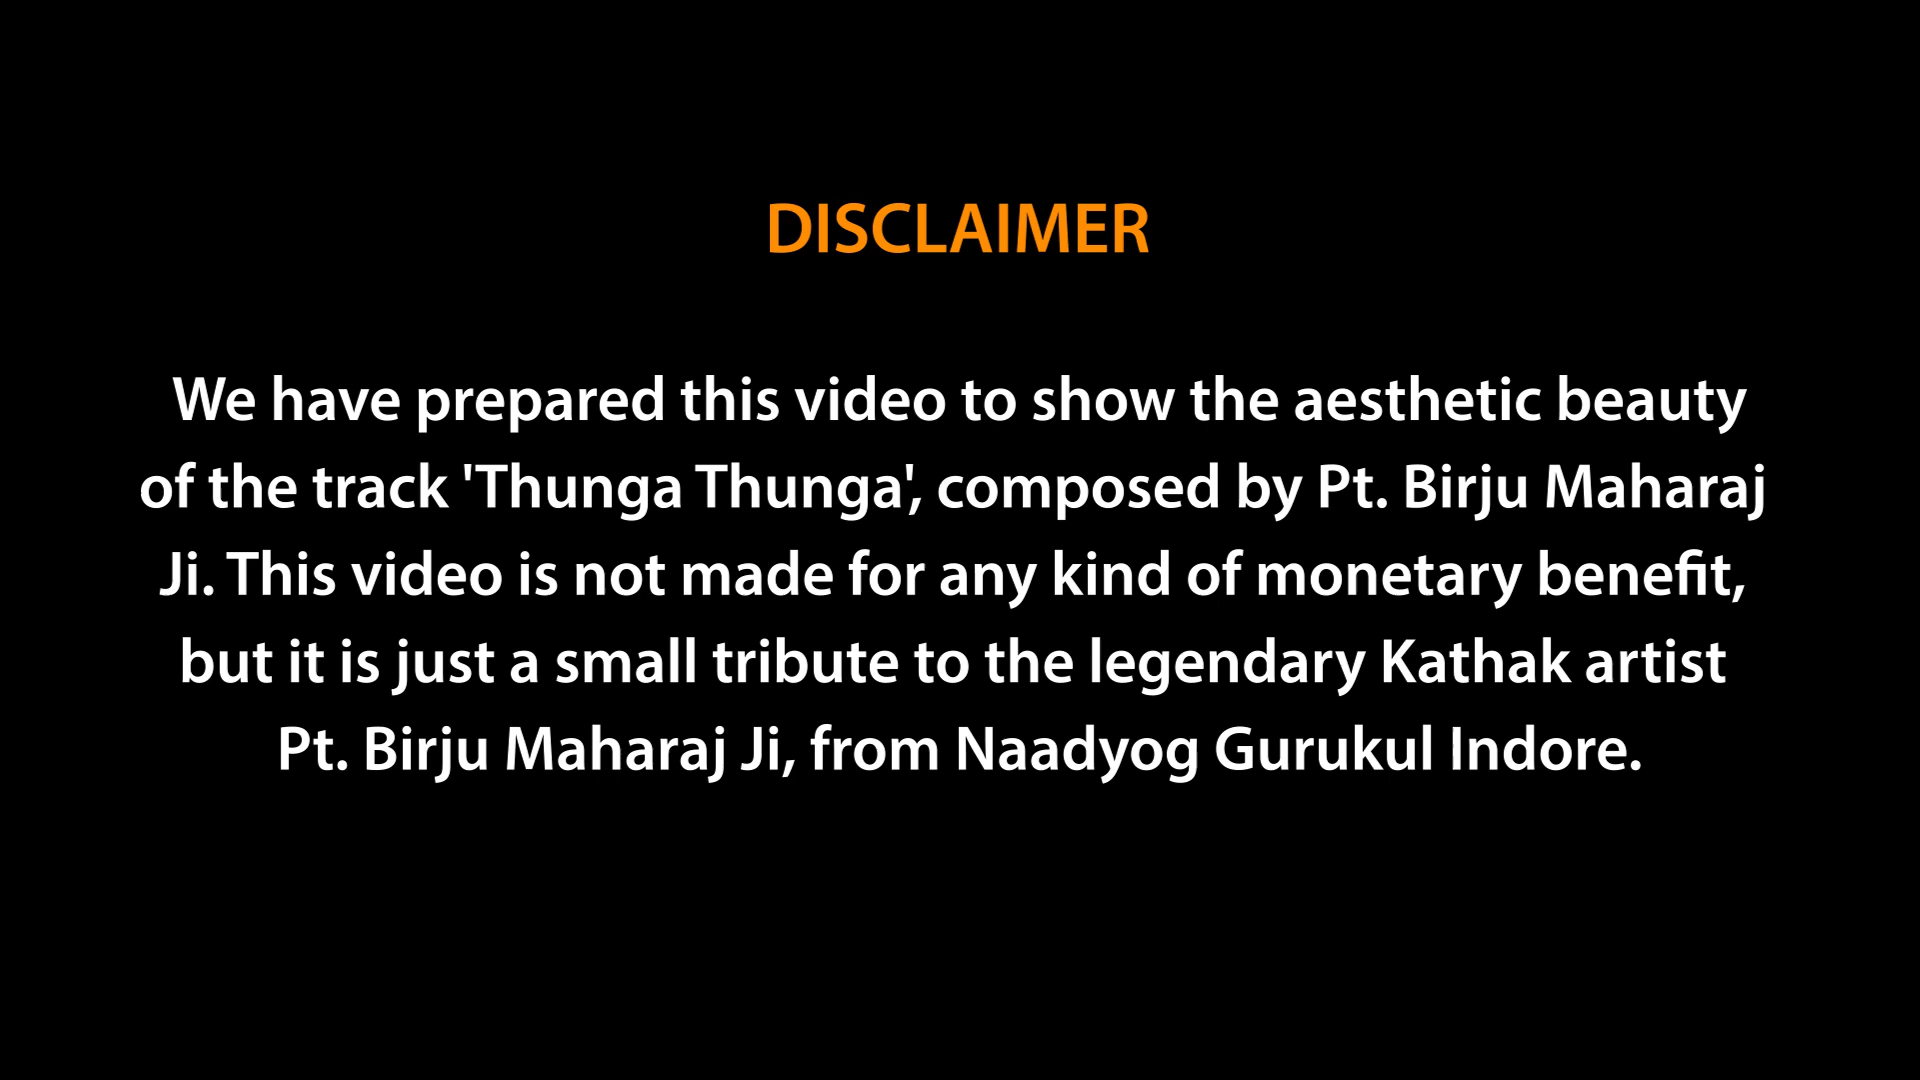 DISCLAIMER
We have prepared this video to show the aesthetic beauty
of the track 'Thunga Thunga', composed by Pt. Birju Maharaj
Ji. This video is not made for any kind of monetary benefit,
but it is just a small tribute to the legendary Kathak artist
Pt. Birju Maharaj Ji, from Naadyog Gurukul Indore.